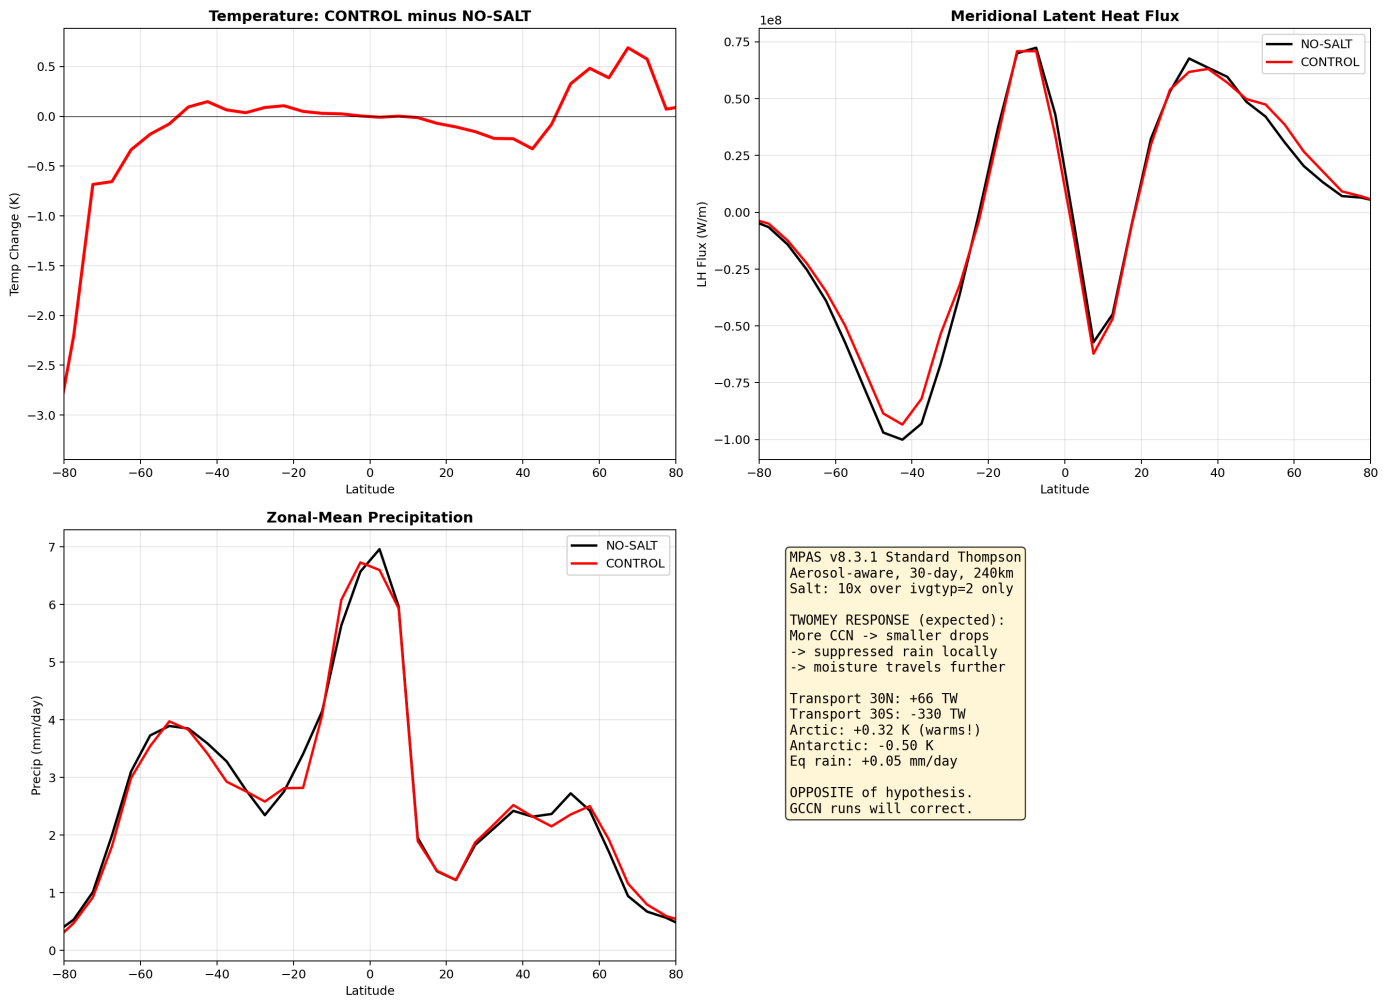 Temperature: CONTROL minus NO-SALT
Temp Change (K)
0.5
0.0
−0.5
−1.0
−1.5
−2.0
−2.5
−3.0
−80 −60 −40 −20 0 20 40 60 80
Latitude
Meridional Latent Heat Flux
1e8
LH Flux (W/m)
0.75
0.50
0.25
0.00
−0.25
−0.50
−0.75
−1.00
NO-SALT
CONTROL
−80 −60 −40 −20 0 20 40 60 80
Latitude
Zonal-Mean Precipitation
Precip (mm/day)
7
6
5
4
3
2
1
0
NO-SALT
CONTROL
−80 −60 −40 −20 0 20 40 60 80
Latitude
MPAS v8.3.1 Standard Thompson
Aerosol-aware, 30-day, 240km
Salt: 10x over ivgtyp=2 only
TWOMEY RESPONSE (expected):
More CCN -> smaller drops
-> suppressed rain locally
-> moisture travels further
Transport 30N: +66 TW
Transport 30S: -330 TW
Arctic: +0.32 K (warms!)
Antarctic: -0.50 K
Eq rain: +0.05 mm/day
OPPOSITE of hypothesis.
GCCN runs will correct.